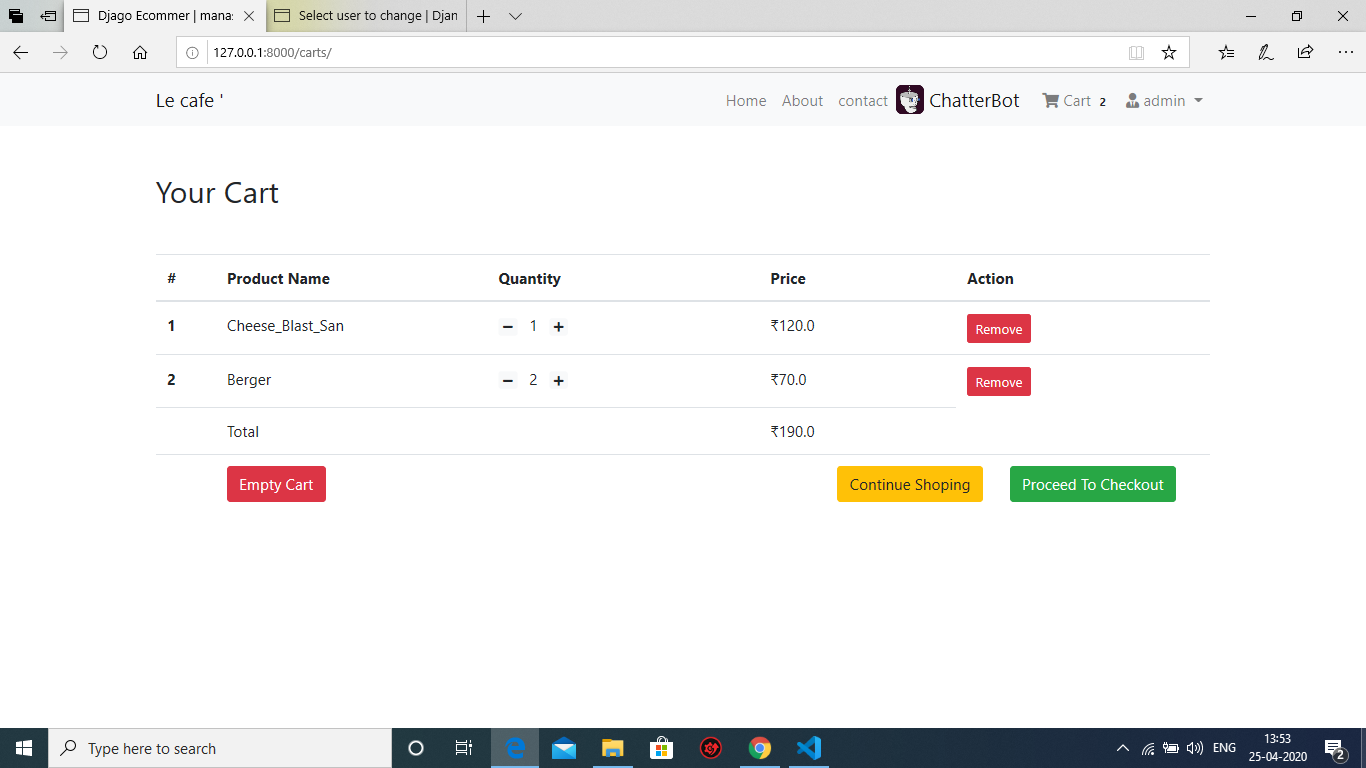 Djago Ecommer | mana:
Select user to change | Djan
127.0.0.1:8000/carts/
Le cafe ' Home About contact ChatterBot Cart 2 admin
Your Cart
# Product Name Quantity Price Action
1 Cheese_Blast_San − 1 + ₹120.0 Remove
2 Berger − 2 + ₹70.0 Remove
Total ₹190.0
Empty Cart Continue Shoping Proceed To Checkout
Type here to search
ENG
13:53
25-04-2020
2